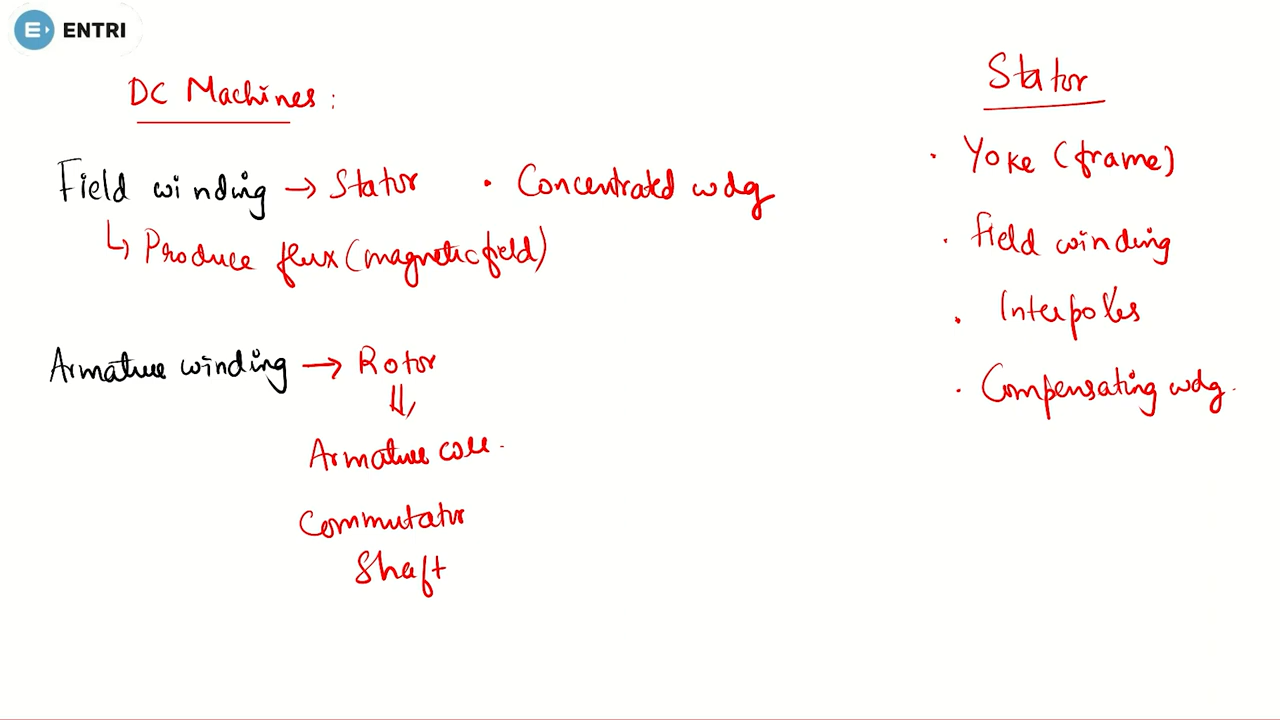 ENTRI
DC Machines:
Field winding → Stator • Concentrated wdg
↳ Produce flux (magnetic field)
Armature winding → Rotor
⇓
Armature core.
Commutator
Shaft
Stator
• Yoke (frame)
• field winding
• Interpoles
• Compensating wdg.